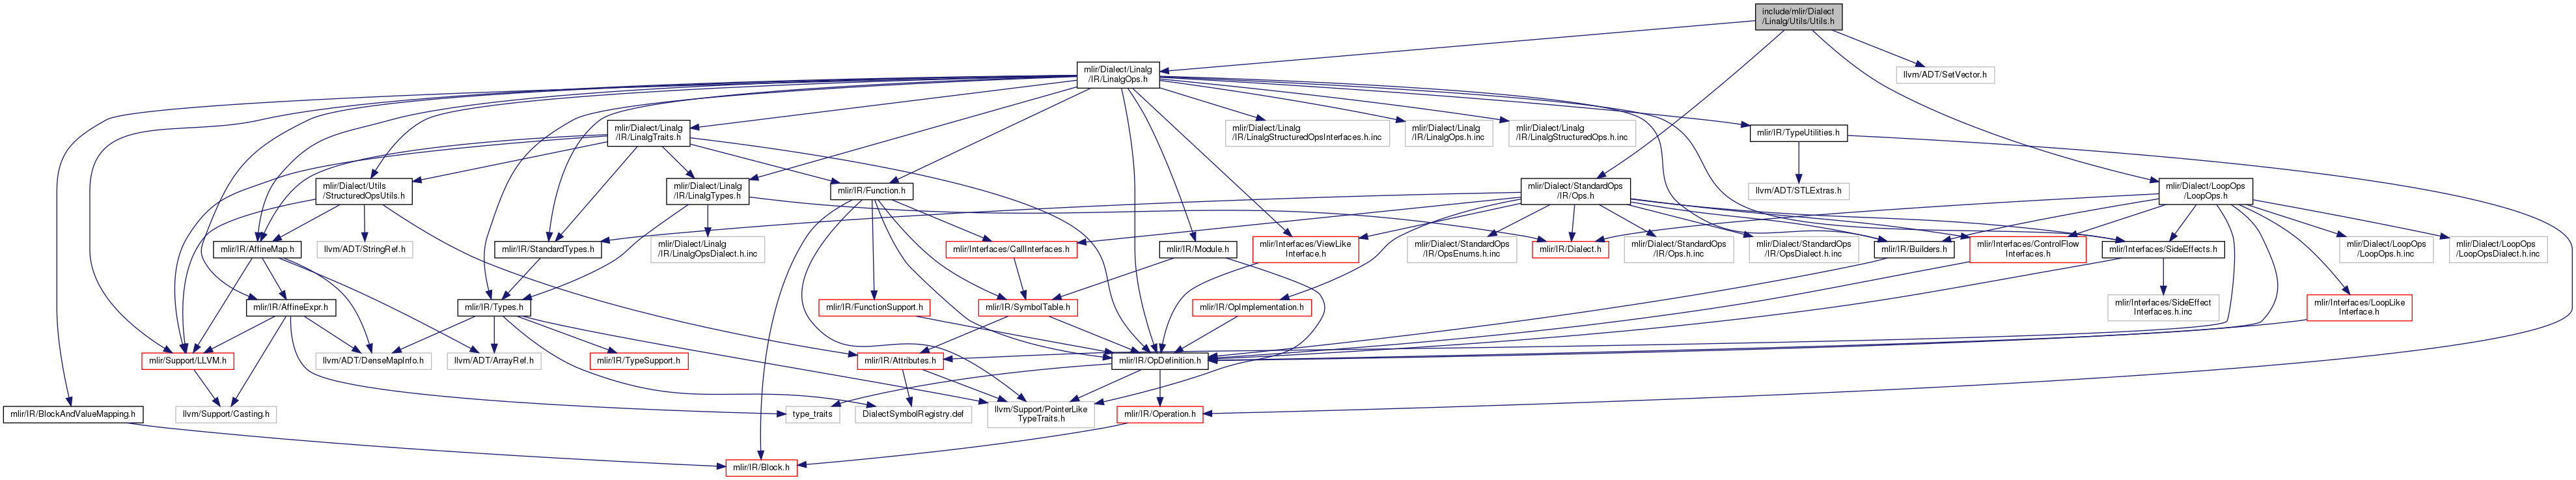 include/mlir/Dialect
/Linalg/Utils/Utils.h
mlir/Dialect/Linalg
/IR/LinalgOps.h
llvm/ADT/SetVector.h
mlir/Dialect/Linalg
/IR/LinalgTraits.h
mlir/Dialect/Linalg
/IR/LinalgStructuredOpsInterfaces.h.inc
mlir/Dialect/Linalg
/IR/LinalgOps.h.inc
mlir/Dialect/Linalg
/IR/LinalgStructuredOps.h.inc
mlir/IR/TypeUtilities.h
mlir/Dialect/Utils
/StructuredOpsUtils.h
mlir/Dialect/Linalg
/IR/LinalgTypes.h
mlir/IR/Function.h
mlir/Dialect/StandardOps
/IR/Ops.h
llvm/ADT/STLExtras.h
mlir/Dialect/LoopOps
/LoopOps.h
mlir/IR/AffineMap.h
llvm/ADT/StringRef.h
mlir/IR/StandardTypes.h
mlir/Dialect/Linalg
/IR/LinalgOpsDialect.h.inc
mlir/Interfaces/CallInterfaces.h
mlir/IR/Module.h
mlir/Interfaces/ViewLike
Interface.h
mlir/Dialect/StandardOps
/IR/OpsEnums.h.inc
mlir/IR/Dialect.h
mlir/Dialect/StandardOps
/IR/Ops.h.inc
mlir/Dialect/StandardOps
/IR/OpsDialect.h.inc
mlir/IR/Builders.h
mlir/Interfaces/ControlFlow
Interfaces.h
mlir/Interfaces/SideEffects.h
mlir/Dialect/LoopOps
/LoopOps.h.inc
mlir/Dialect/LoopOps
/LoopOpsDialect.h.inc
mlir/IR/AffineExpr.h
mlir/IR/Types.h
mlir/IR/FunctionSupport.h
mlir/IR/SymbolTable.h
mlir/IR/OpImplementation.h
mlir/Interfaces/SideEffect
Interfaces.h.inc
mlir/Interfaces/LoopLike
Interface.h
mlir/Support/LLVM.h
llvm/ADT/DenseMapInfo.h
llvm/ADT/ArrayRef.h
mlir/IR/TypeSupport.h
mlir/IR/Attributes.h
mlir/IR/OpDefinition.h
mlir/IR/BlockAndValueMapping.h
llvm/Support/Casting.h
type_traits
DialectSymbolRegistry.def
llvm/Support/PointerLike
TypeTraits.h
mlir/IR/Operation.h
mlir/IR/Block.h